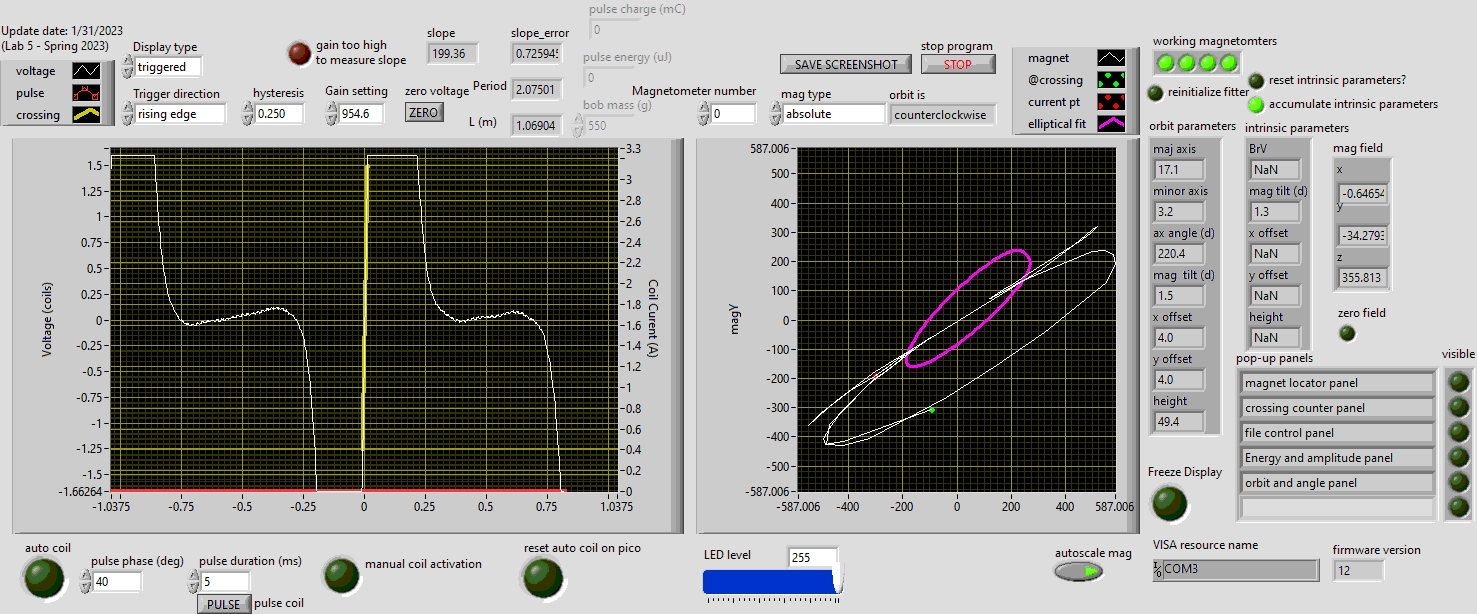 Update date: 1/31/2023
(Lab 5 - Spring 2023)
voltage
pulse
crossing
Display type
triggered
Trigger direction
rising edge
gain too high
to measure slope
hysteresis
0.250
Gain setting
954.6
slope
199.36
zero voltage
ZERO
slope_error
0.72594
Period
2.07501
L (m)
1.06904
pulse charge (mC)
0
pulse energy (uJ)
0
bob mass (g)
550
Magnetometer number
0
SAVE SCREENSHOT
stop program
STOP
mag type
absolute
orbit is
counterclockwise
magnet
@crossing
current pt
elliptical fit
working magnetomters
reinitialize fitter
reset intrinsic parameters?
accumulate intrinsic parameters
Voltage (coils)
1.5
1.25
1
0.75
0.5
0.25
0
-0.25
-0.5
-0.75
-1
-1.25
-1.5
-1.66264
-1.0375
-0.75
-0.5
-0.25
0
0.25
0.5
0.75
1.0375
3.3
3
2.8
2.6
2.4
2.2
2
1.8
1.6
1.4
1.2
1
0.8
0.6
0.4
0.2
0
Coil Current (A)
magy
587.006
500
400
300
200
100
0
-100
-200
-300
-400
-500
-587.006
-587.006
-400
-200
0
200
400
587.006
orbit parameters
maj axis
17.1
minor axis
3.2
ax angle (d)
220.4
mag tilt (d)
1.5
x offset
4.0
y offset
4.0
height
49.4
intrinsic parameters
BrV
NaN
mag tilt (d)
1.3
x offset
NaN
y offset
NaN
height
NaN
mag field
x
-0.64654
y
-34.279
z
355.813
zero field
pop-up panels
visible
magnet locator panel
crossing counter panel
file control panel
Energy and amplitude panel
orbit and angle panel
Freeze Display
auto coil
pulse phase (deg)
40
pulse duration (ms)
5
PULSE
pulse coil
manual coil activation
reset auto coil on pico
LED level
255
autoscale mag
VISA resource name
COM3
firmware version
12